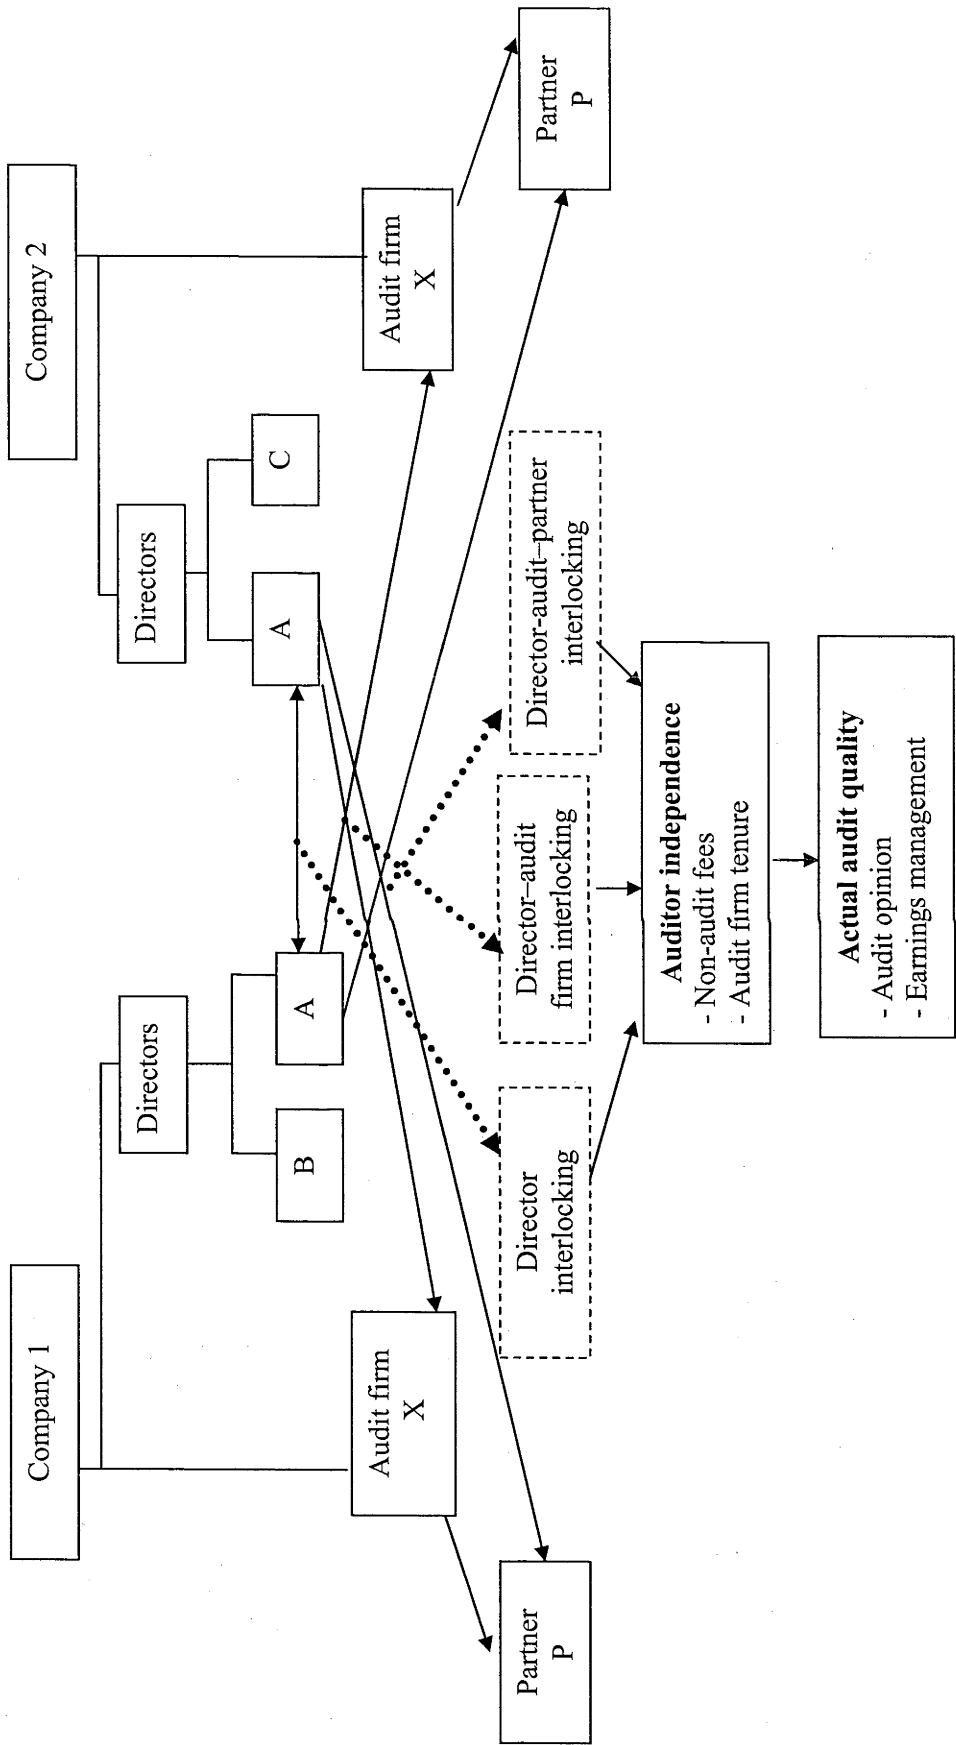 Company 1
Company 2
Directors
Directors
B
A
A
C
Audit firm
X
Audit firm
X
Partner
P
Director
interlocking
Director–audit
firm interlocking
Director-audit–partner
interlocking
Partner
P
Auditor independence
- Non-audit fees
- Audit firm tenure
Actual audit quality
- Audit opinion
- Earnings management